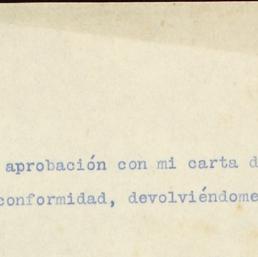 aprobación con mi carta d
conformidad, devolviéndome